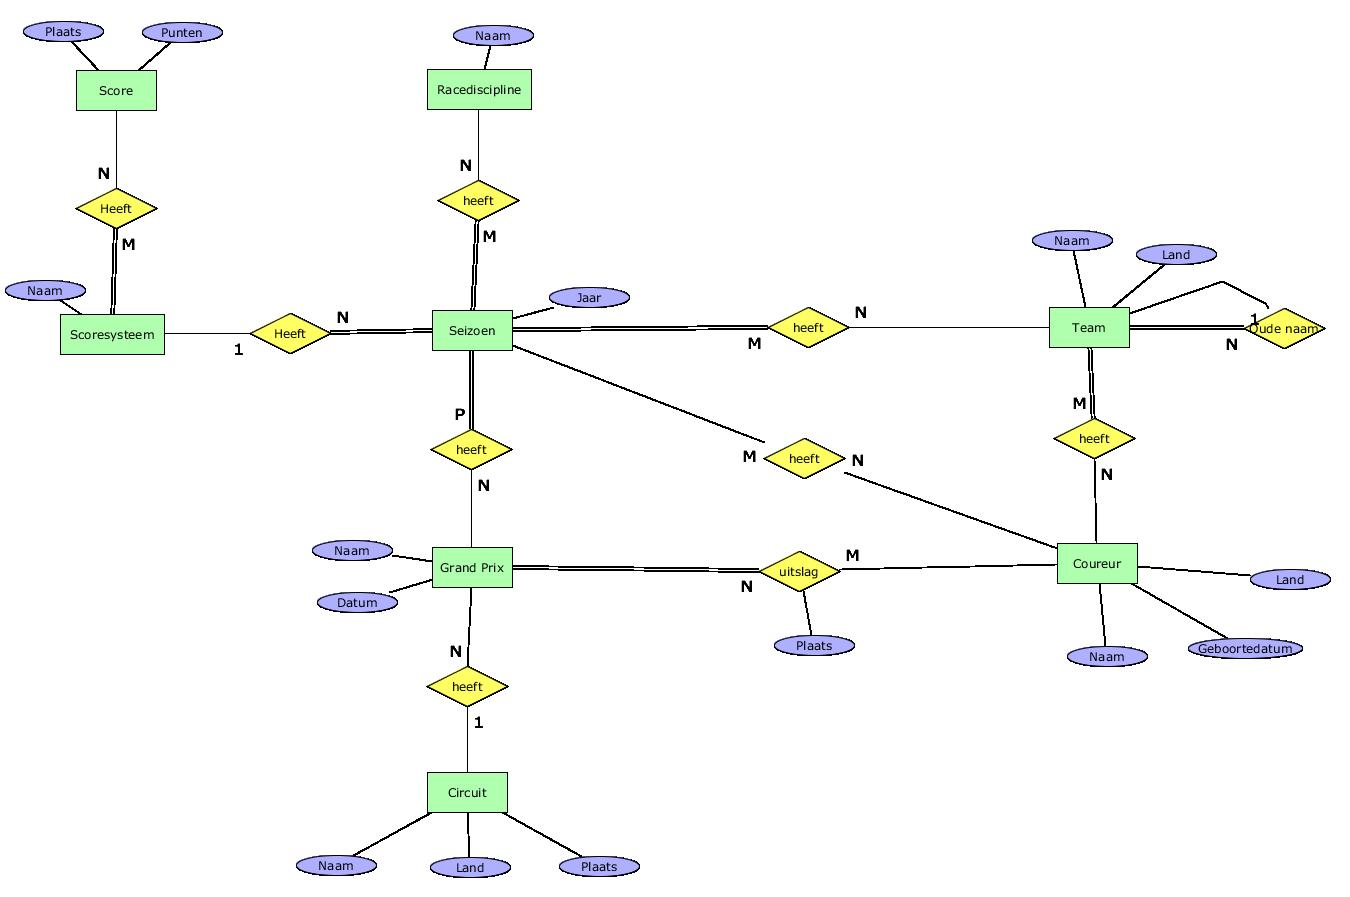 Plaats
Punten
Naam
Score
Racediscipline
N
N
Heeft
heeft
M
M
Naam
Land
Naam
Jaar
Scoresysteem
1
Heeft
N
Seizoen
M
heeft
N
Team
1
Oude naam
N
P
heeft
N
M
heeft
N
M
heeft
N
Naam
Datum
Grand Prix
N
uitslag
M
Plaats
Coureur
Land
Naam
Geboortedatum
N
heeft
1
Circuit
Naam
Land
Plaats